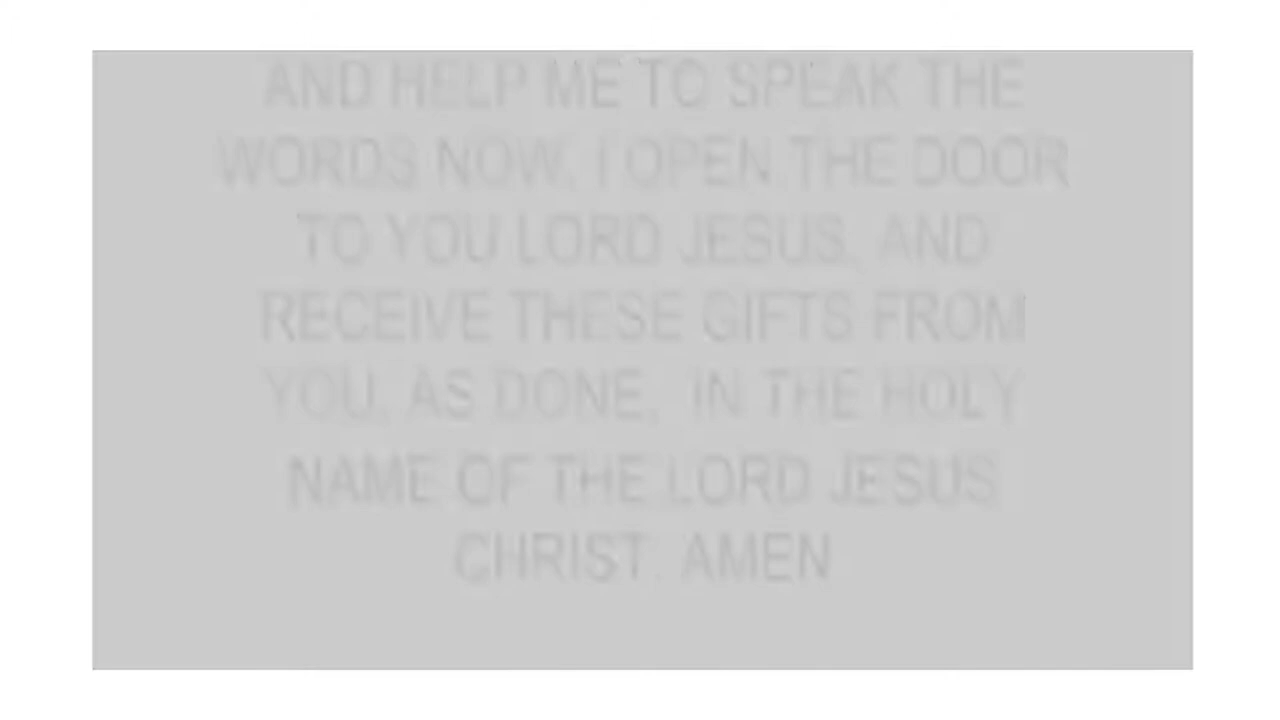 AND HELP ME TO SPEAK THE
WORDS NOW, I OPEN THE DOOR
TO YOU LORD JESUS, AND
RECEIVE THESE GIFTS FROM
YOU, AS DONE,  IN THE HOLY
NAME OF THE LORD JESUS
CHRIST. AMEN